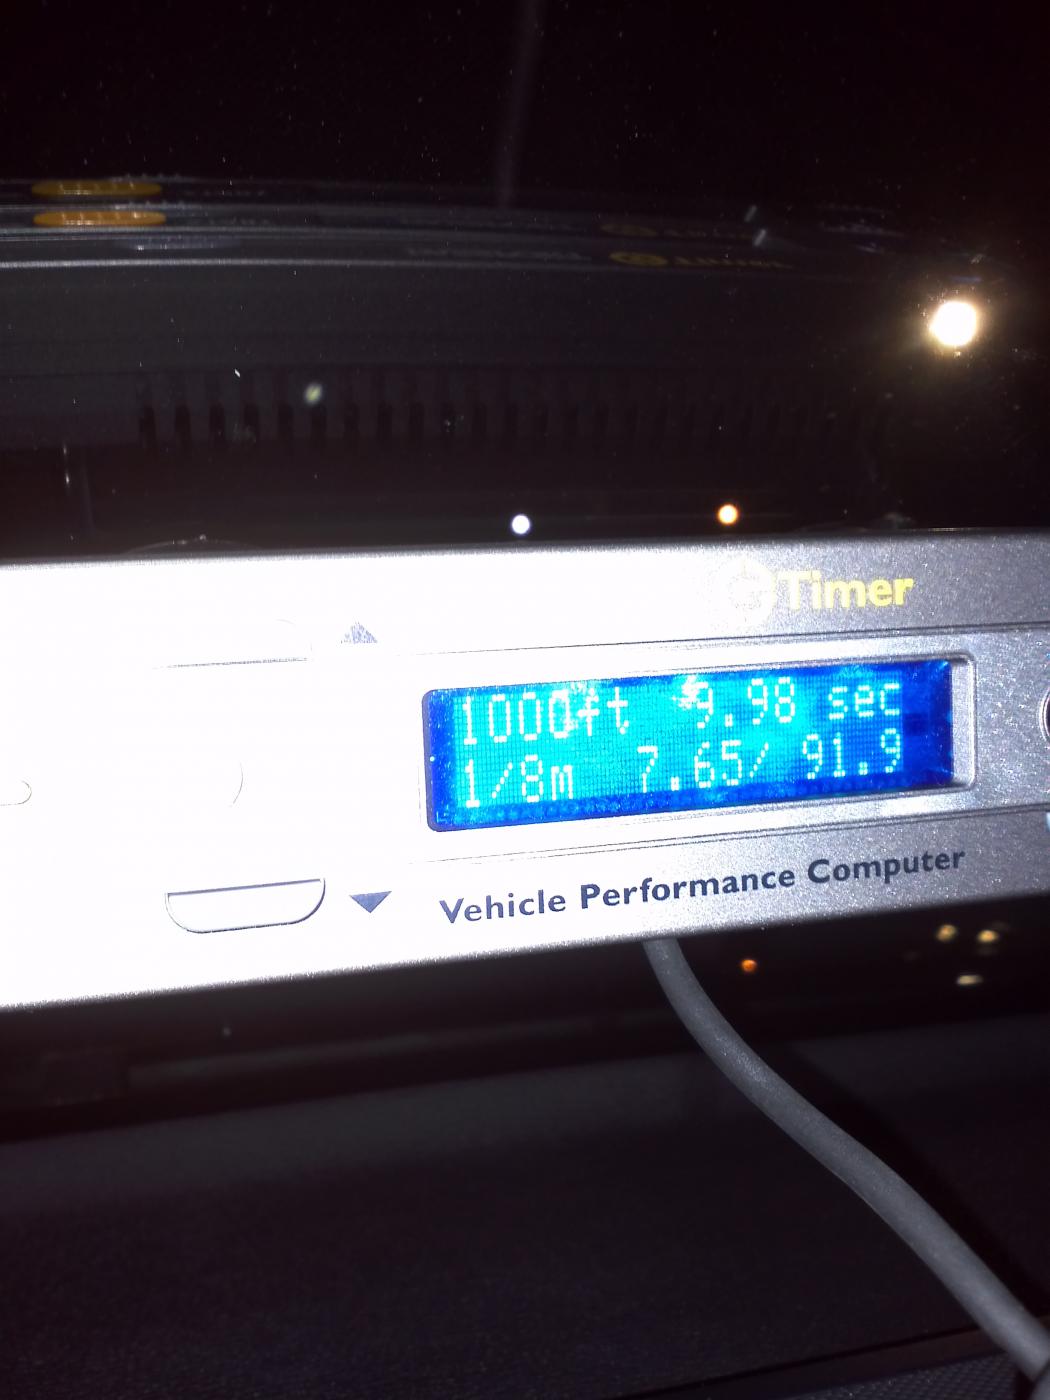 Timer
1000ft 9.98 sec
1/8m 7.65/ 91.9
Vehicle Performance Computer